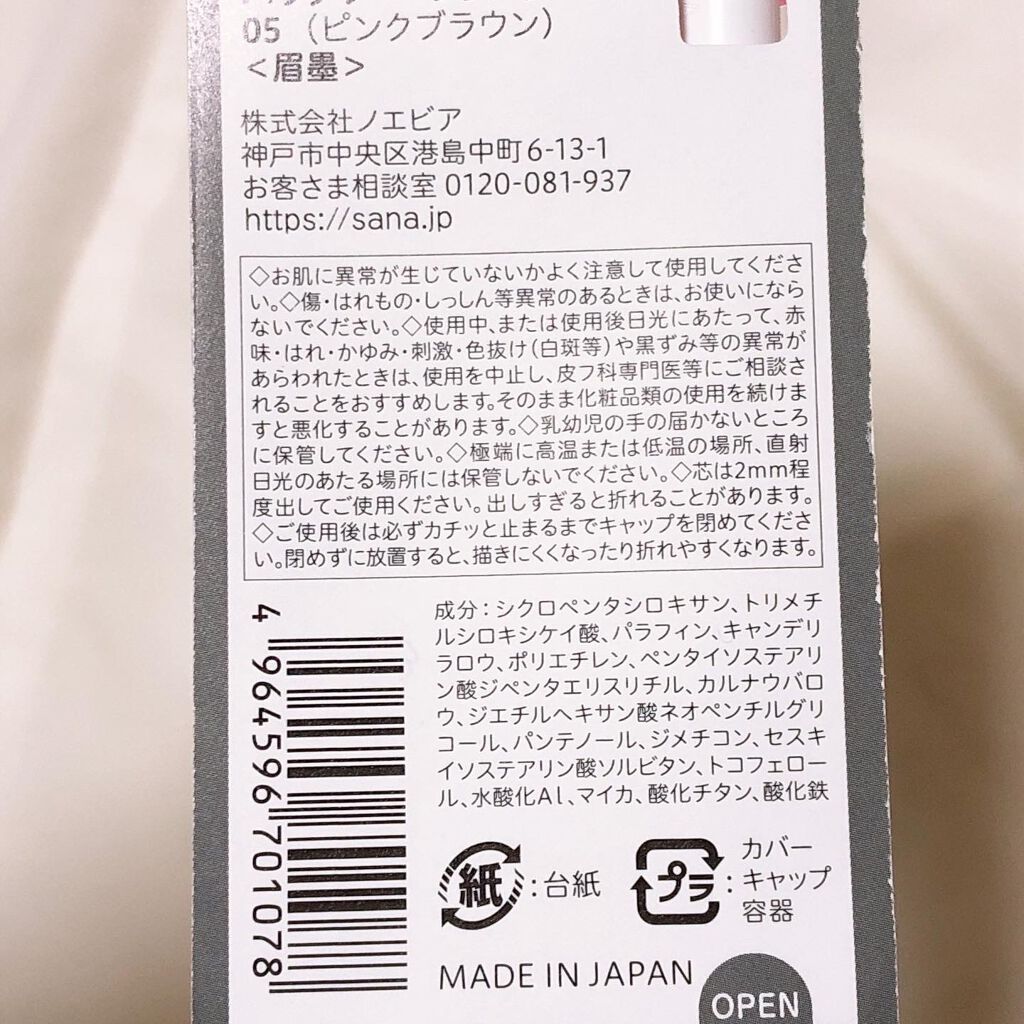 05 （ピンクブラウン）
＜眉墨＞
株式会社ノエビア
神戸市中央区港島中町6-13-1
お客さま相談室 0120-081-937
https://sana.jp
◇お肌に異常が生じていないかよく注意して使用してくださ
い。◇傷・はれもの・しっしん等異常のあるときは、お使いになら
ないでください。◇使用中、または使用後日光にあたって、赤
味・はれ・かゆみ・刺激・色抜け(白斑等)や黒ずみ等の異常が
あらわれたときは、使用を中止し、皮フ科専門医等にご相談さ
れることをおすすめします。そのまま化粧品類の使用を続けま
すと悪化することがあります。◇乳幼児の手の届かないところ
に保管してください。◇極端に高温または低温の場所、直射
日光のあたる場所には保管しないでください。◇芯は2mm程
度出してご使用ください。出しすぎると折れることがあります。
◇ご使用後は必ずカチッと止まるまでキャップを閉めてくださ
い。閉めずに放置すると、描きにくくなったり折れやすくなります。
成分：シクロペンタシロキサン、トリメチ
ルシロキシケイ酸、パラフィン、キャンデリ
ラロウ、ポリエチレン、ペンタイソステアリ
ン酸ジペンタエリスリチル、カルナウバロ
ウ、ジエチルヘキサン酸ネオペンチルグリ
コール、パンテノール、ジメチコン、セスキ
イソステアリン酸ソルビタン、トコフェロー
ル、水酸化Al、マイカ、酸化チタン、酸化鉄
4 964596 701078
紙：台紙
プラ：カバー
キャップ
容器
MADE IN JAPAN
OPEN